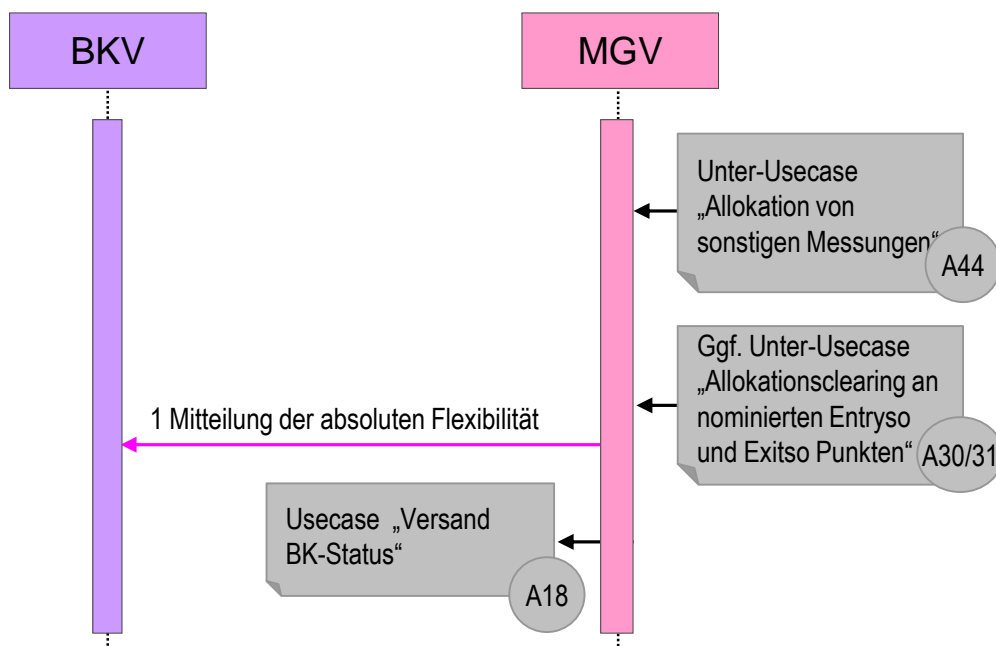 BKV
MGV
Unter-Usecase
„Allokation von
sonstigen Messungen“
A44
Ggf. Unter-Usecase
„Allokationsclearing an
nominierten Entryso
und Exitso Punkten“
A30/31
1 Mitteilung der absoluten Flexibilität
Usecase „Versand
BK-Status“
A18